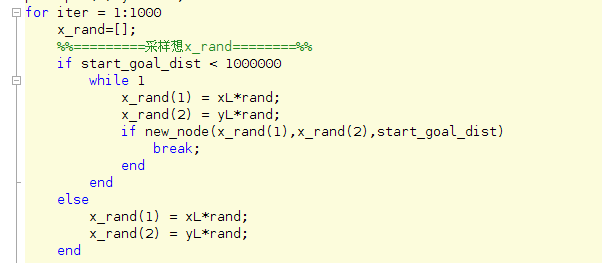 for iter = 1:1000
x_rand=[];
%%=========采样想x_rand========%%
if start_goal_dist < 1000000
while 1
x_rand(1) = xL*rand;
x_rand(2) = yL*rand;
if new_node(x_rand(1),x_rand(2),start_goal_dist)
break;
end
end
else
x_rand(1) = xL*rand;
x_rand(2) = yL*rand;
end